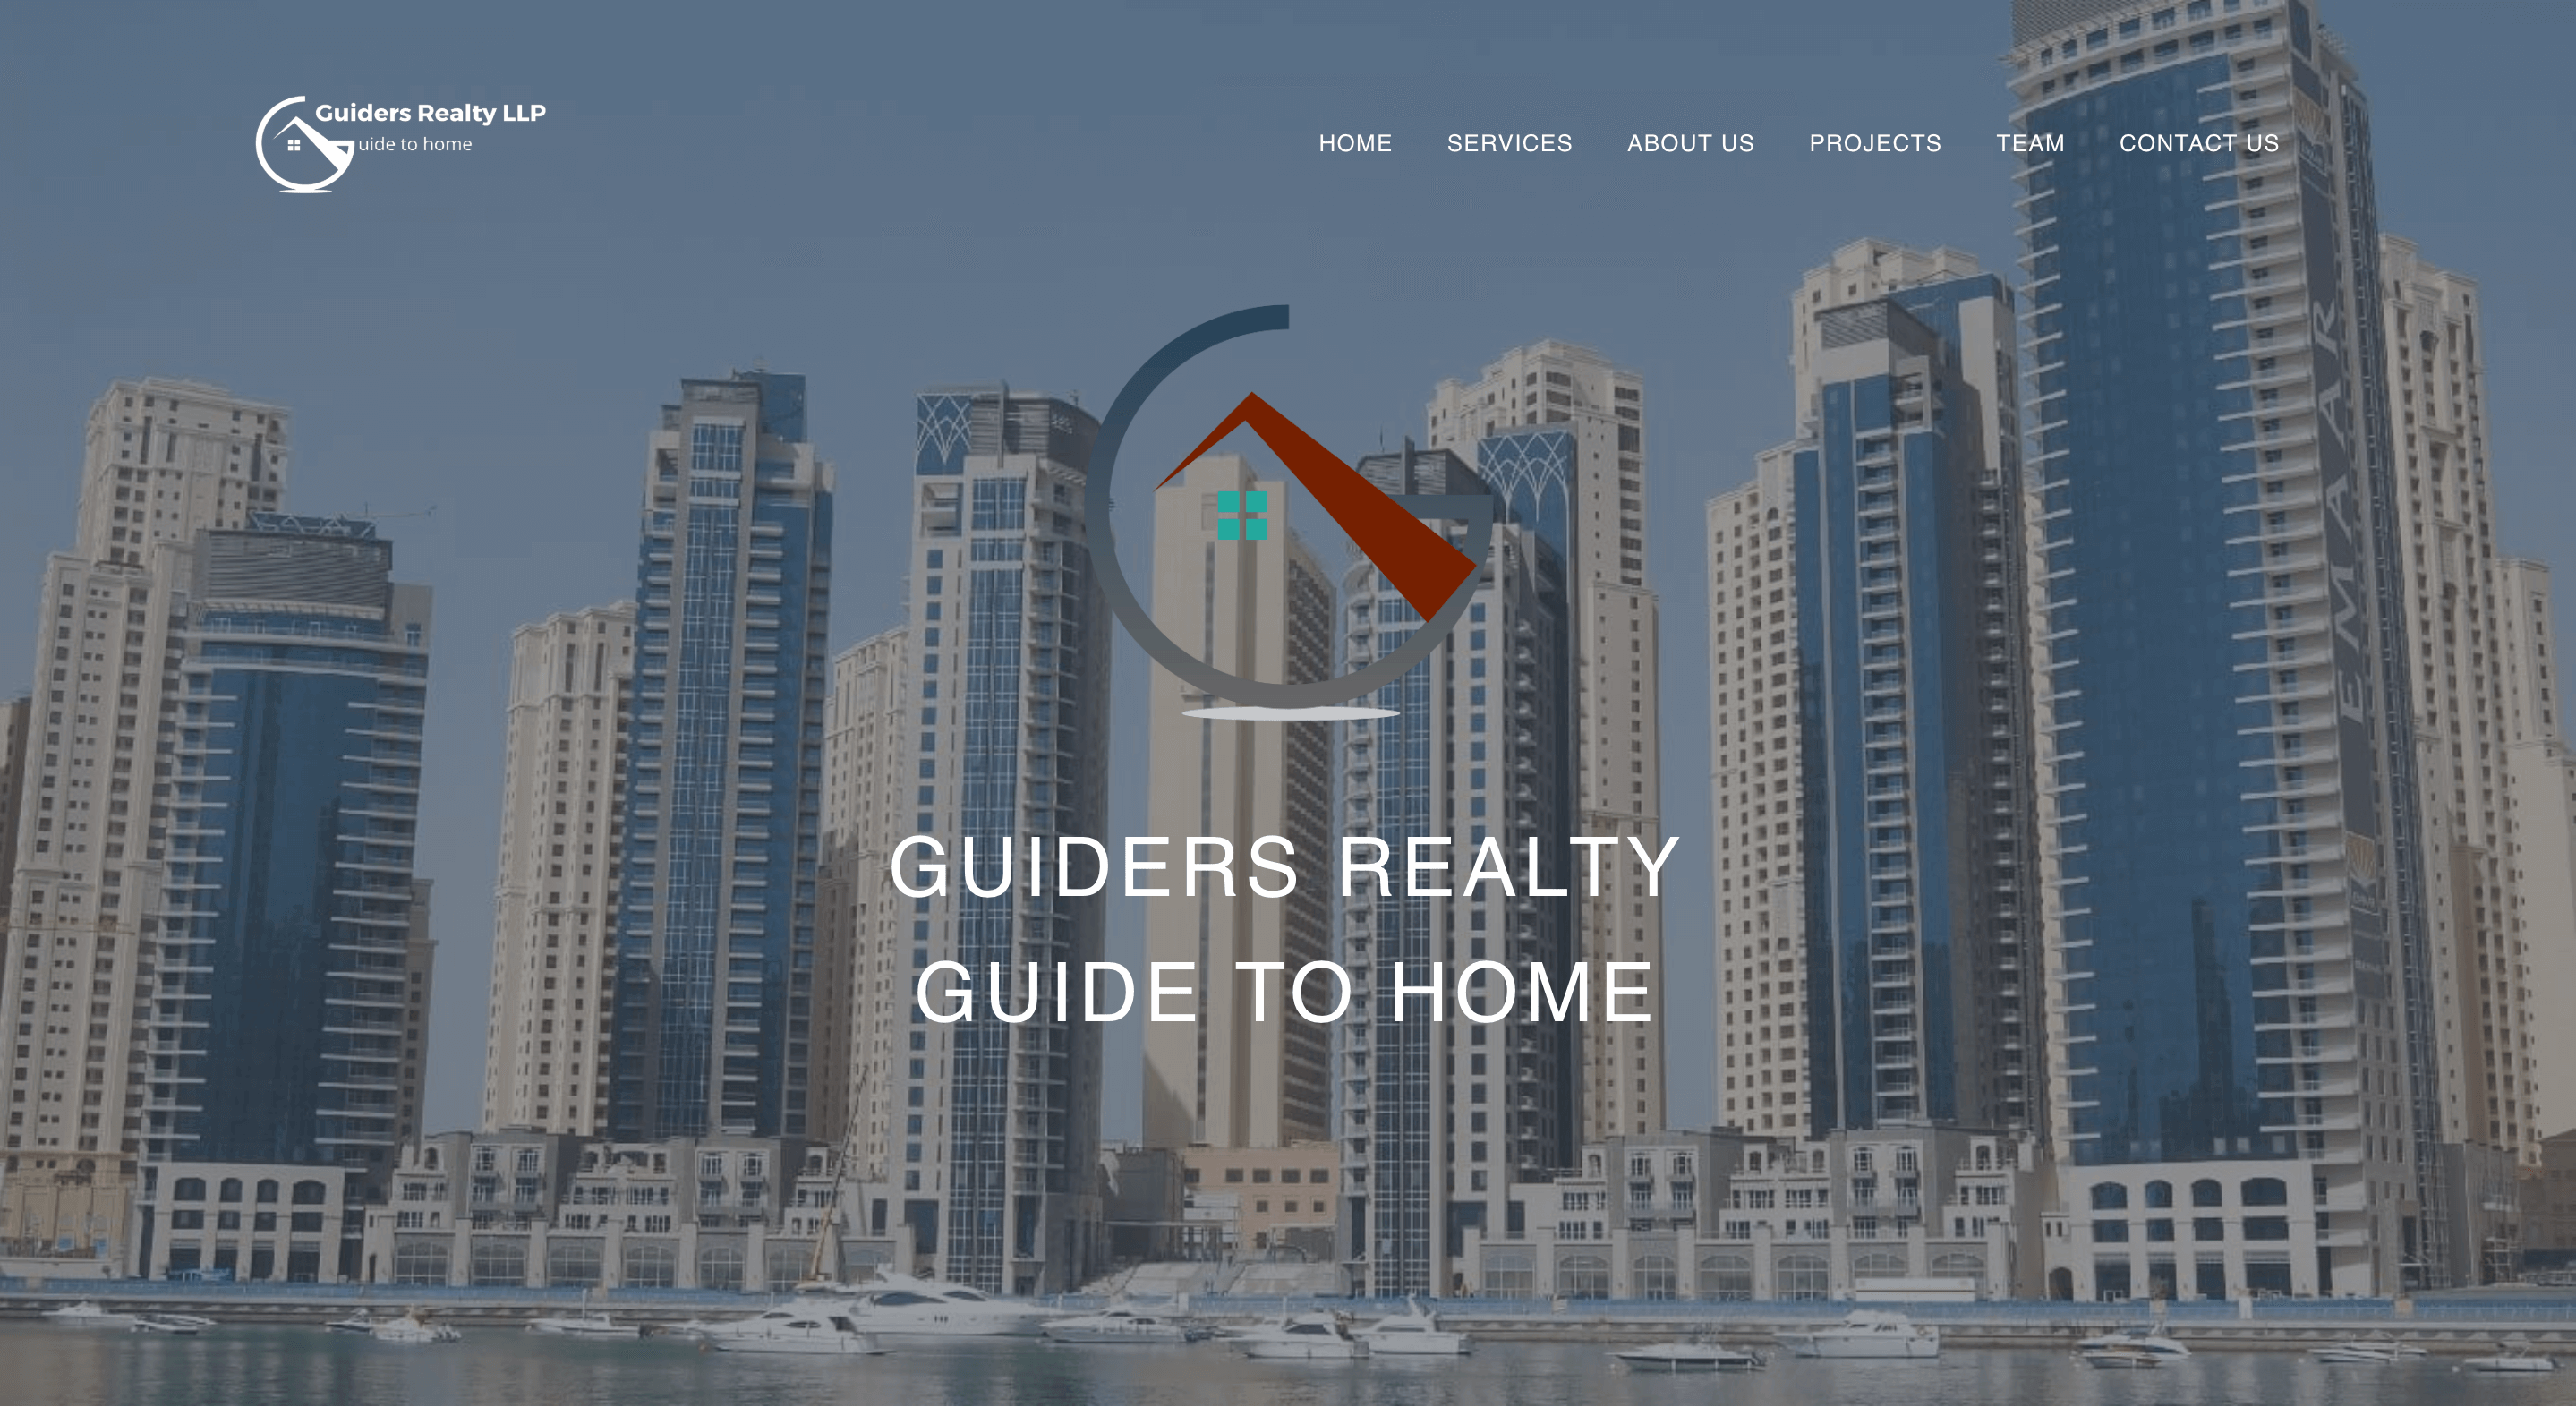 Guiders Realty LLP
uide to home
HOME SERVICES ABOUT US PROJECTS TEAM CONTACT US
EMAAR
GUIDERS REALTY
GUIDE TO HOME